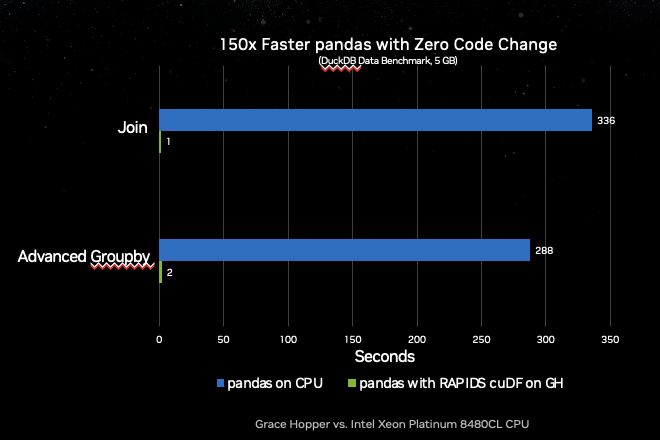 150x Faster pandas with Zero Code Change
(DuckDB Data Benchmark, 5 GB)
Join
336
1
Advanced Groupby
288
2
0 50 100 150 200 250 300 350
Seconds
pandas on CPU pandas with RAPIDS cuDF on GH
Grace Hopper vs. Intel Xeon Platinum 8480CL CPU